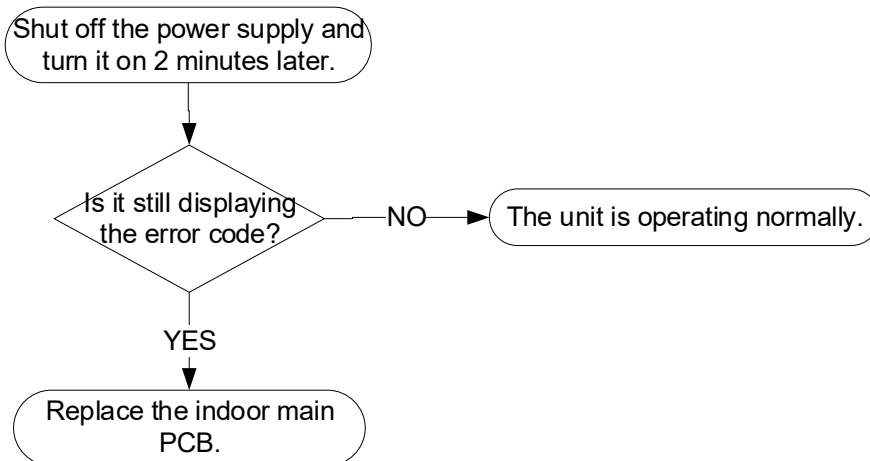 Shut off the power supply and
turn it on 2 minutes later.
Is it still displaying
the error code?
NO
The unit is operating normally.
YES
Replace the indoor main
PCB.